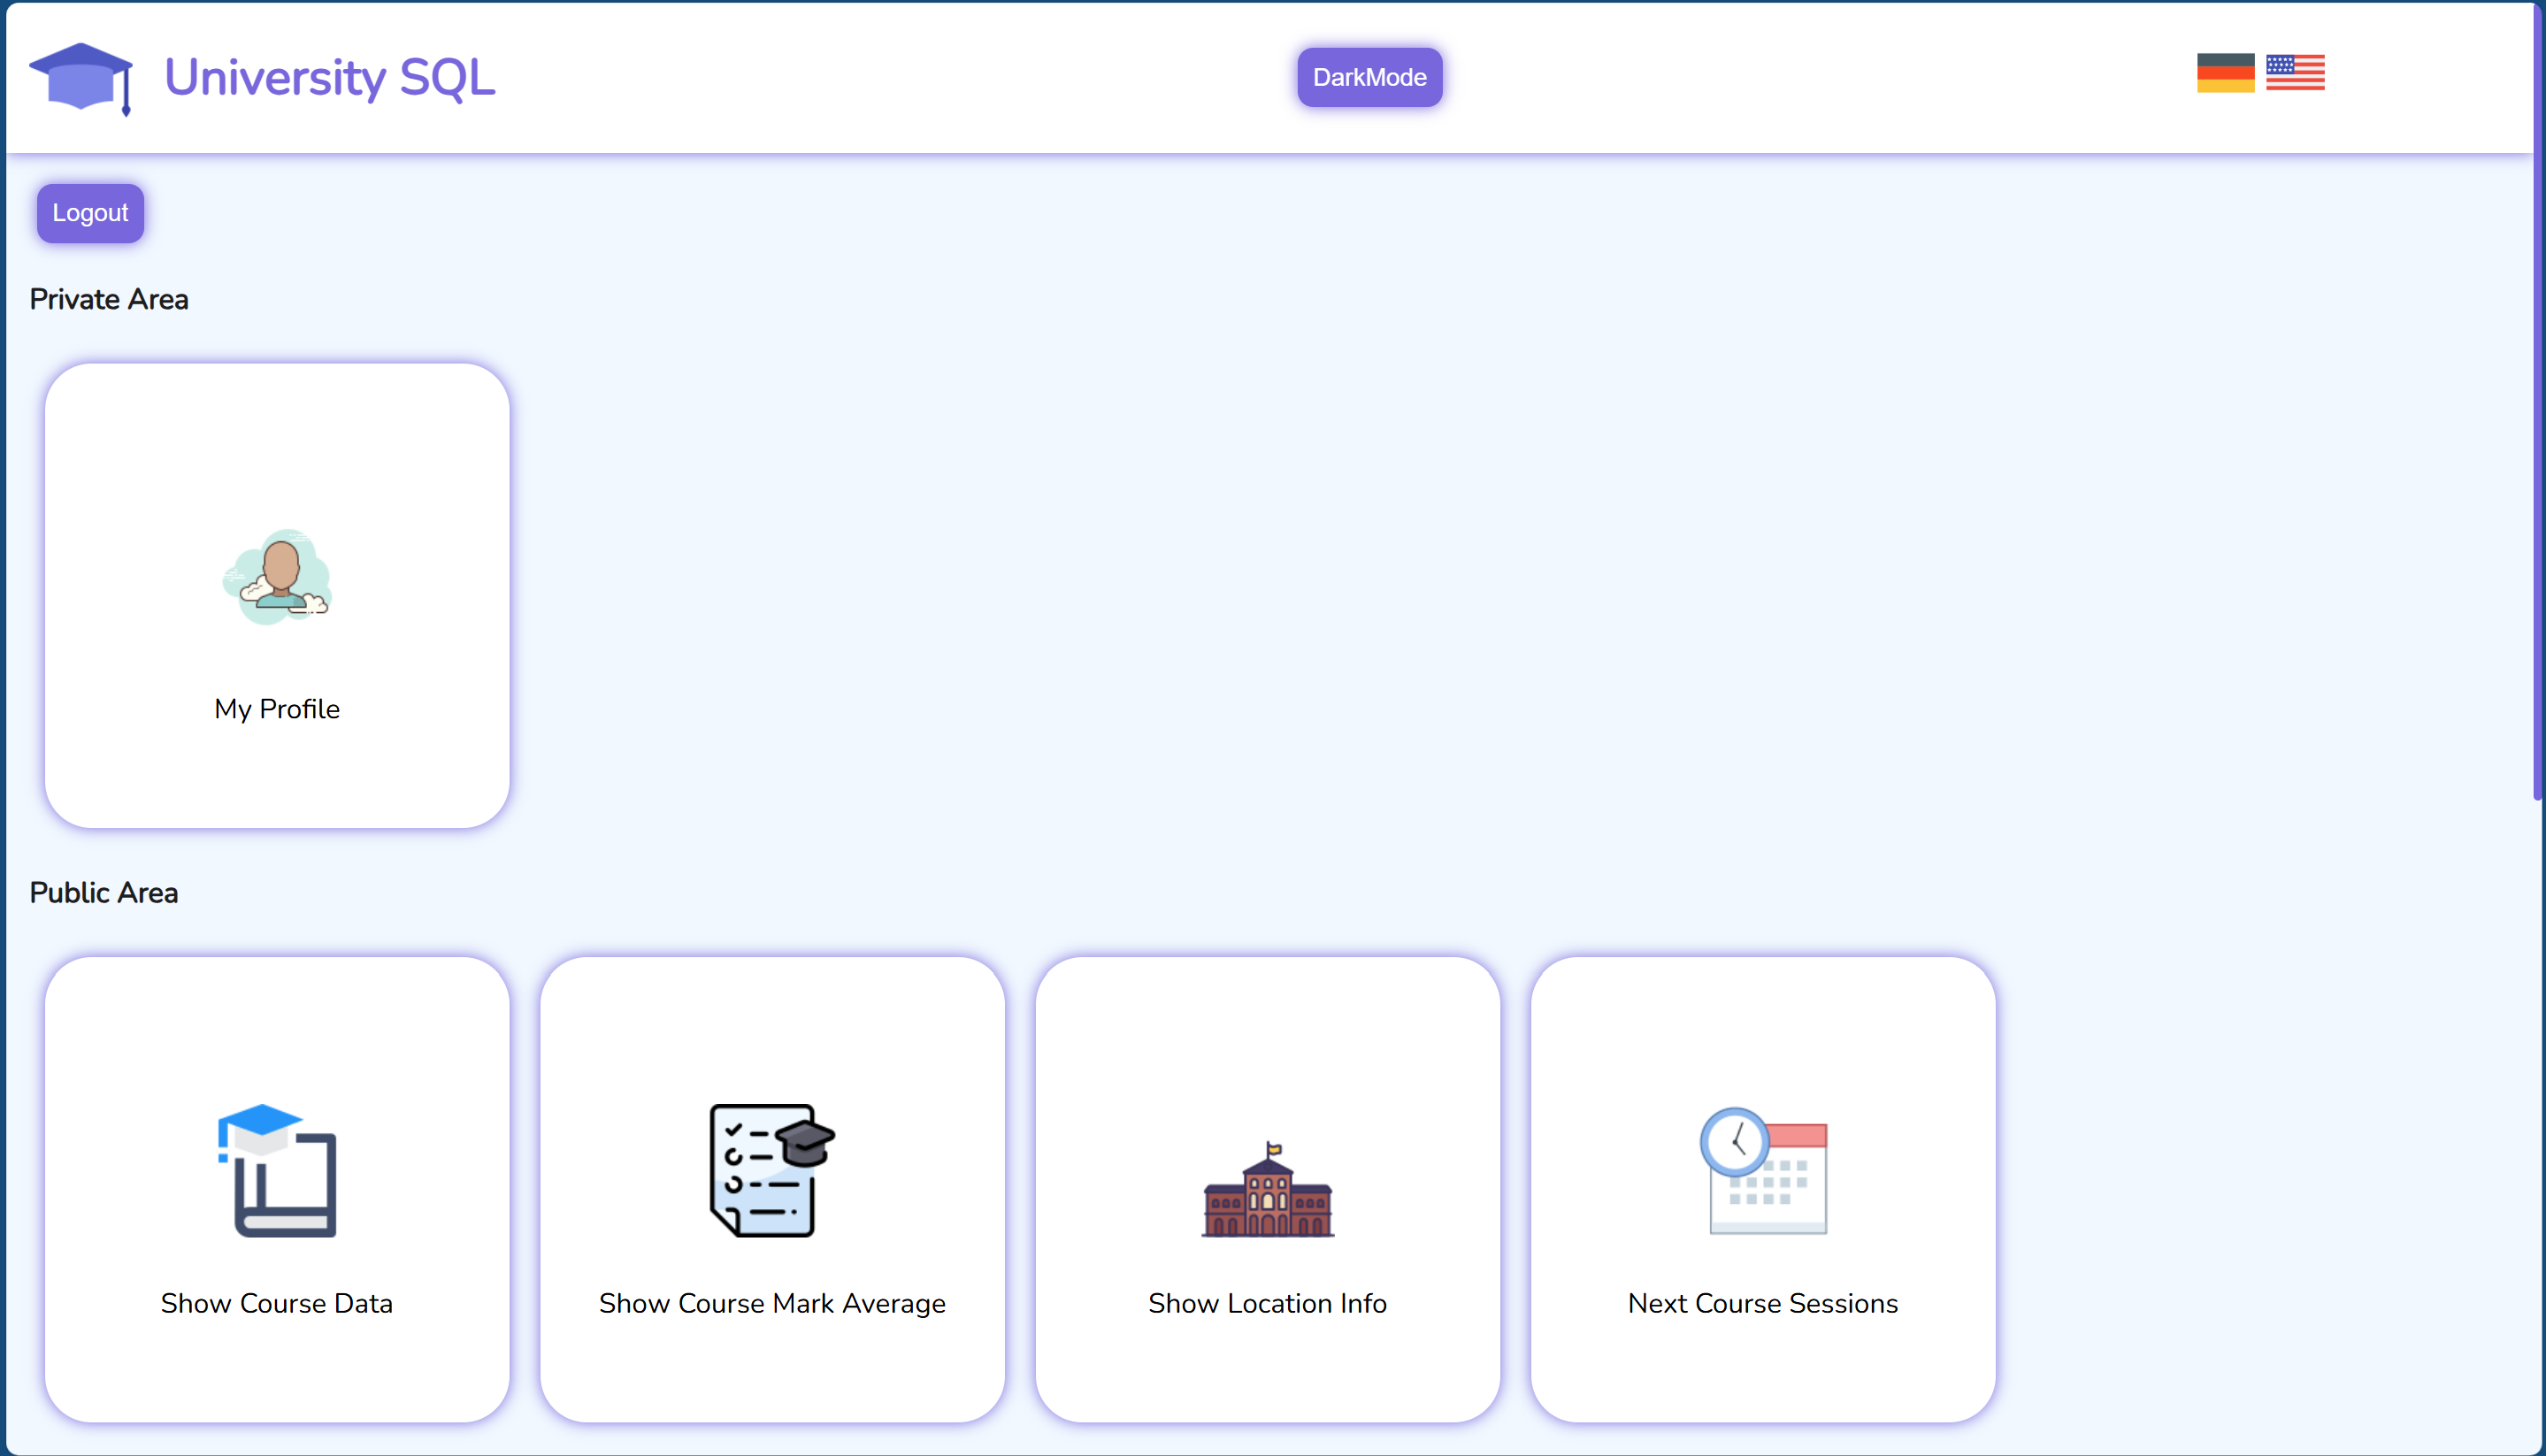 University SQL
DarkMode
Logout
Private Area
My Profile
Public Area
Show Course Data
Show Course Mark Average
Show Location Info
Next Course Sessions